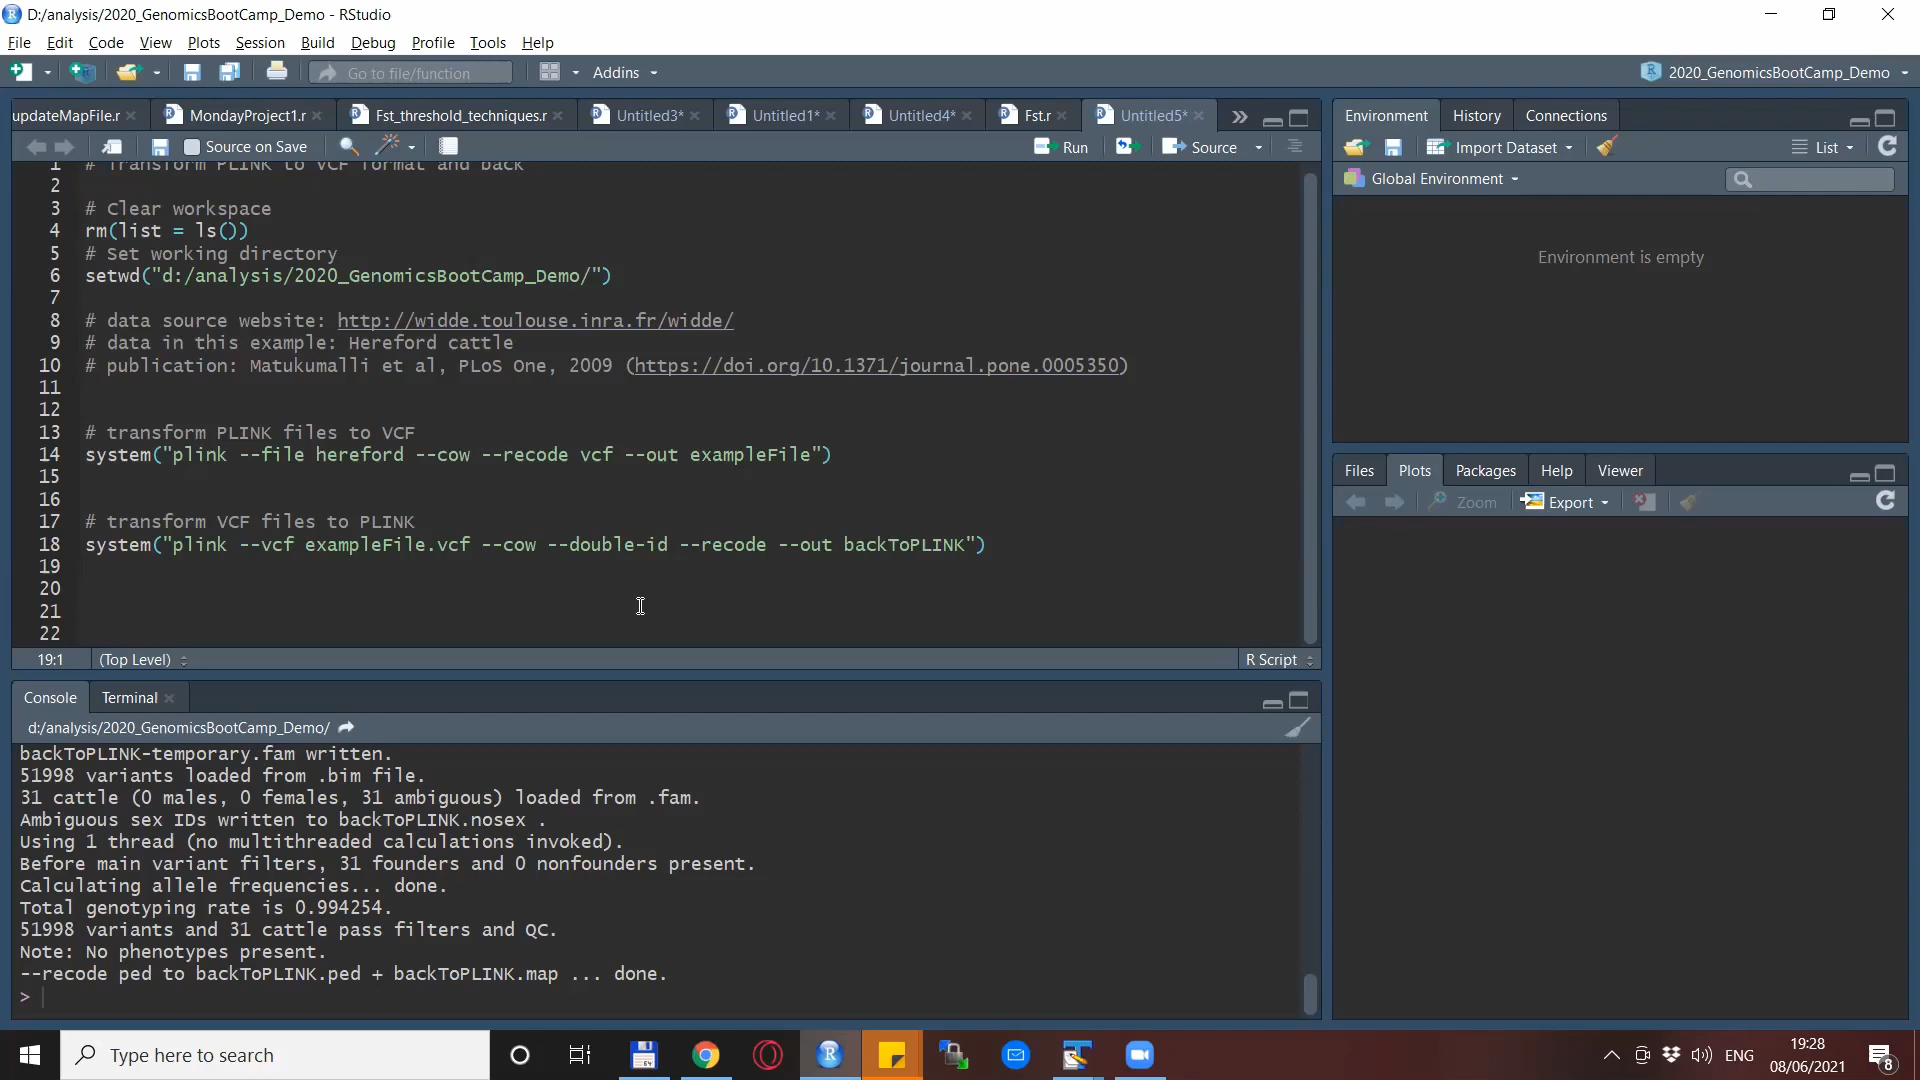 D:/analysis/2020_GenomicsBootCamp_Demo - RStudio
File Edit Code View Plots Session Build Debug Profile Tools Help
Go to file/function Addins 2020_GenomicsBootCamp_Demo
updateMapFile.r MondayProject1.r Fst_threshold_techniques.r Untitled3* Untitled1* Untitled4* Fst.r Untitled5*
Source on Save Run Source
1 # Transform PLINK to VCF format and back
2
3 # Clear workspace
4 rm(list = ls())
5 # Set working directory
6 setwd("d:/analysis/2020_GenomicsBootCamp_Demo/")
7
8 # data source website: http://widde.toulouse.inra.fr/widde/
9 # data in this example: Hereford cattle
10 # publication: Matukumalli et al, PLoS One, 2009 (https://doi.org/10.1371/journal.pone.0005350)
11
12
13 # transform PLINK files to VCF
14 system("plink --file hereford --cow --recode vcf --out exampleFile")
15
16
17 # transform VCF files to PLINK
18 system("plink --vcf exampleFile.vcf --cow --double-id --recode --out backToPLINK")
19
20
21
22
19:1 (Top Level) R Script
Console Terminal
d:/analysis/2020_GenomicsBootCamp_Demo/
backToPLINK-temporary.fam written.
51998 variants loaded from .bim file.
31 cattle (0 males, 0 females, 31 ambiguous) loaded from .fam.
Ambiguous sex IDs written to backToPLINK.nosex .
Using 1 thread (no multithreaded calculations invoked).
Before main variant filters, 31 founders and 0 nonfounders present.
Calculating allele frequencies... done.
Total genotyping rate is 0.994254.
51998 variants and 31 cattle pass filters and QC.
Note: No phenotypes present.
--recode ped to backToPLINK.ped + backToPLINK.map ... done.
>
Environment History Connections
Import Dataset List
Global Environment
Environment is empty
Files Plots Packages Help Viewer
Zoom Export
Type here to search
ENG
19:28
08/06/2021
8